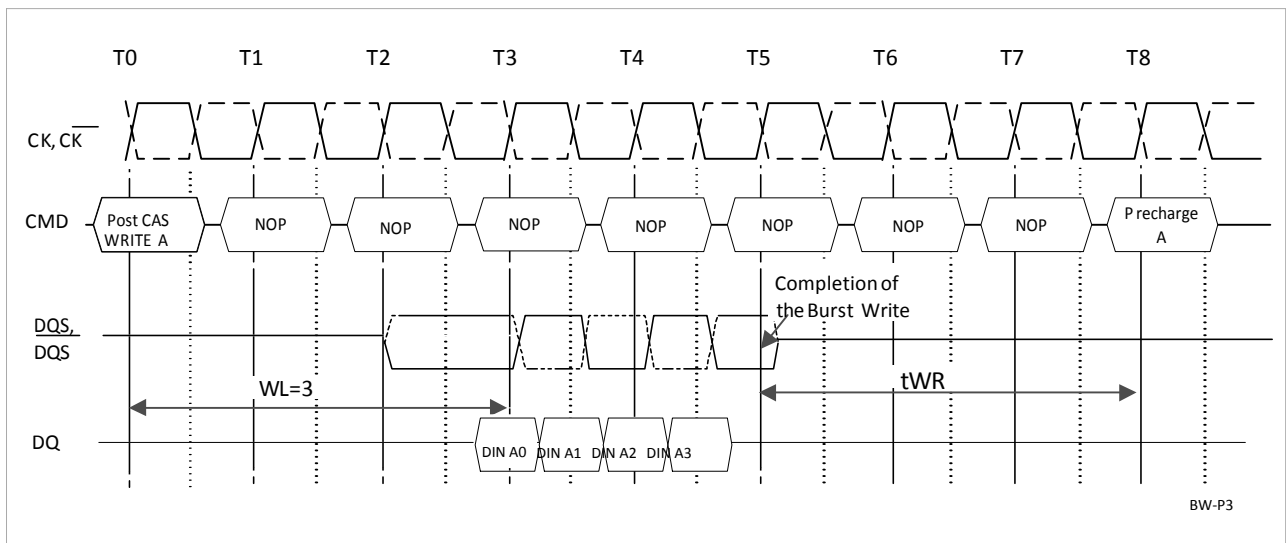 T0 T1 T2 T3 T4 T5 T6 T7 T8
CK, CK
CMD
Post CAS
WRITE A
NOP NOP NOP NOP NOP NOP NOP
Precharge
A
Completion of
the Burst Write
DQS,
DQS
WL=3
tWR
DQ
DIN A0 DIN A1 DIN A2 DIN A3
BW-P3